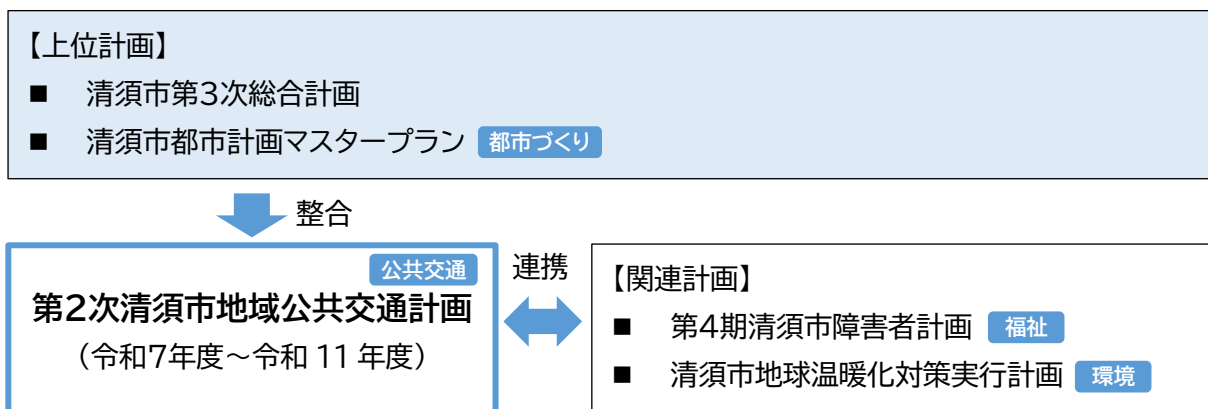 【上位計画】
■ 清須市第3次総合計画
■ 清須市都市計画マスタープラン 都市づくり
整合
公共交通
第2次清須市地域公共交通計画
（令和7年度～令和 11 年度）
連携
【関連計画】
■ 第4期清須市障害者計画 福祉
■ 清須市地球温暖化対策実行計画 環境